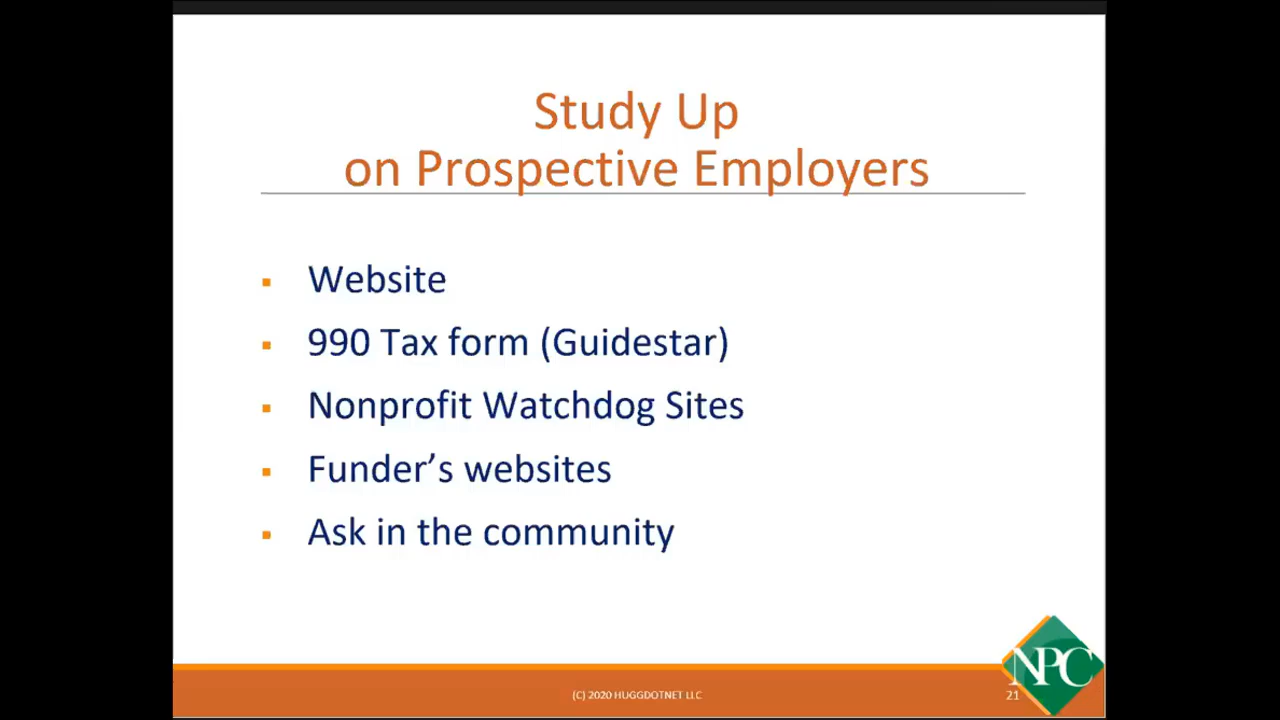 Study Up
on Prospective Employers
Website
990 Tax form (Guidestar)
Nonprofit Watchdog Sites
Funder’s websites
Ask in the community
(C) 2020 HUGGDOTNET LLC
21
NPC